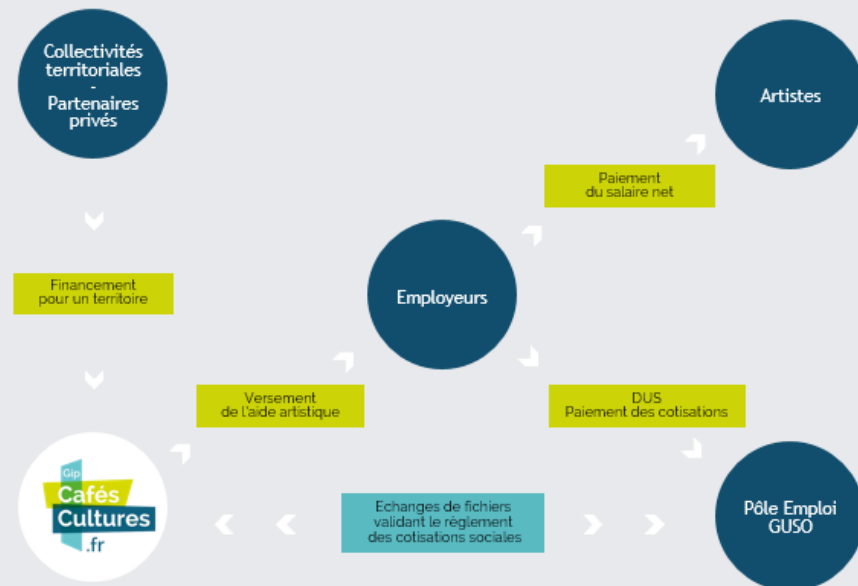 Collectivités
territoriales
-
Partenaires
privés
Artistes
Paiement
du salaire net
Financement
pour un territoire
Employeurs
Versement
de l'aide artistique
DUS
Paiement des cotisations
Gip
Cafés
Cultures
.fr
Echanges de fichiers
validant le règlement
des cotisations sociales
Pôle Emploi
GUSO